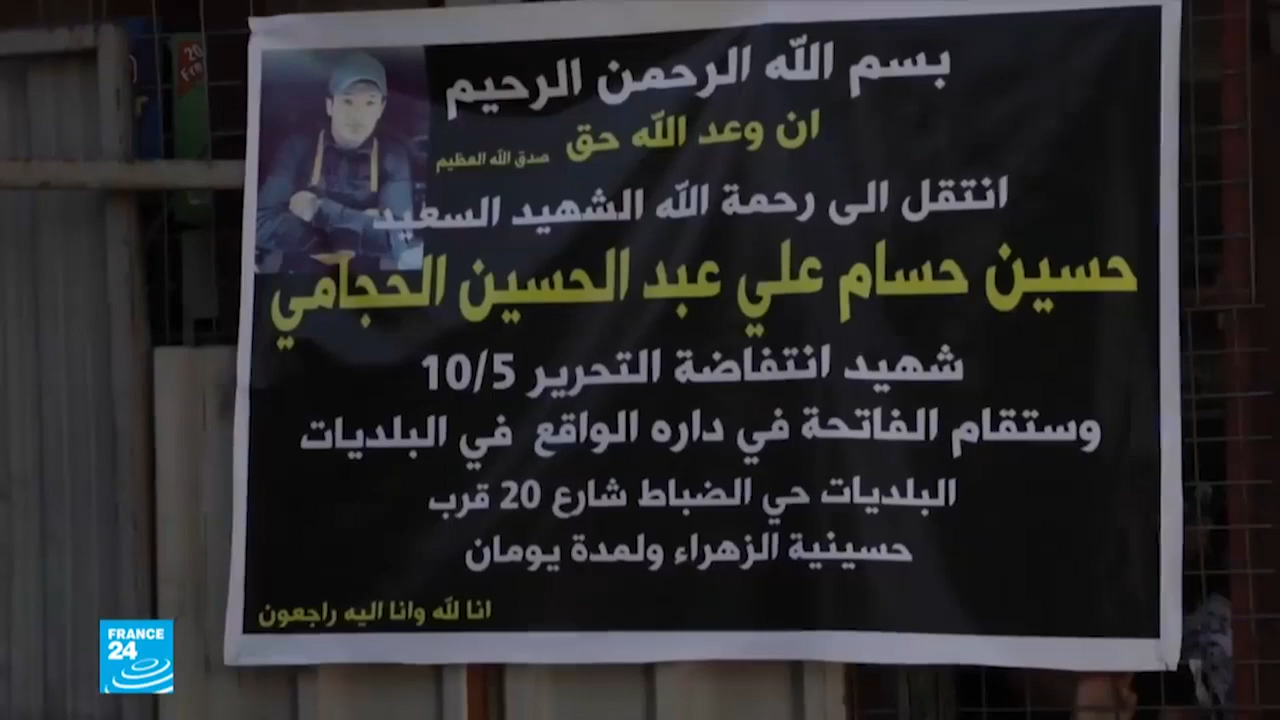 بسم الله الرحمن الرحيم
ان وعد الله حق
صدق الله العظيم
انتقل الى رحمة الله الشهيد السعيد
حسين حسام علي عبد الحسين الحجامي
شهيد انتفاضة التحرير 10/5
وستقام الفاتحة في داره الواقع في البلديات
البلديات حي الضباط شارع 20 قرب
حسينية الزهراء ولمدة يومان
انا لله وانا اليه راجعون
FRANCE
24